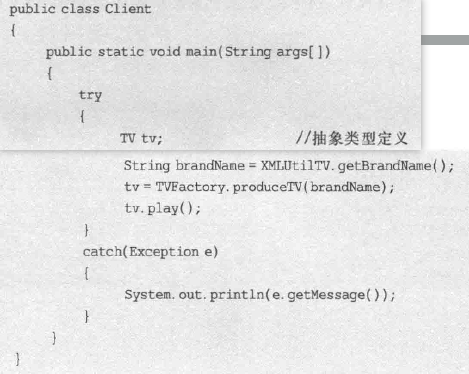 public class Client
{
public static void main(String args[])
{
try
{
TV tv; //抽象类型定义
String brandName = XMLUtilTV.getBrandName();
tv = TVFactory.produceTV(brandName);
tv.play();
}
catch(Exception e)
{
System.out.println(e.getMessage());
}
}
}